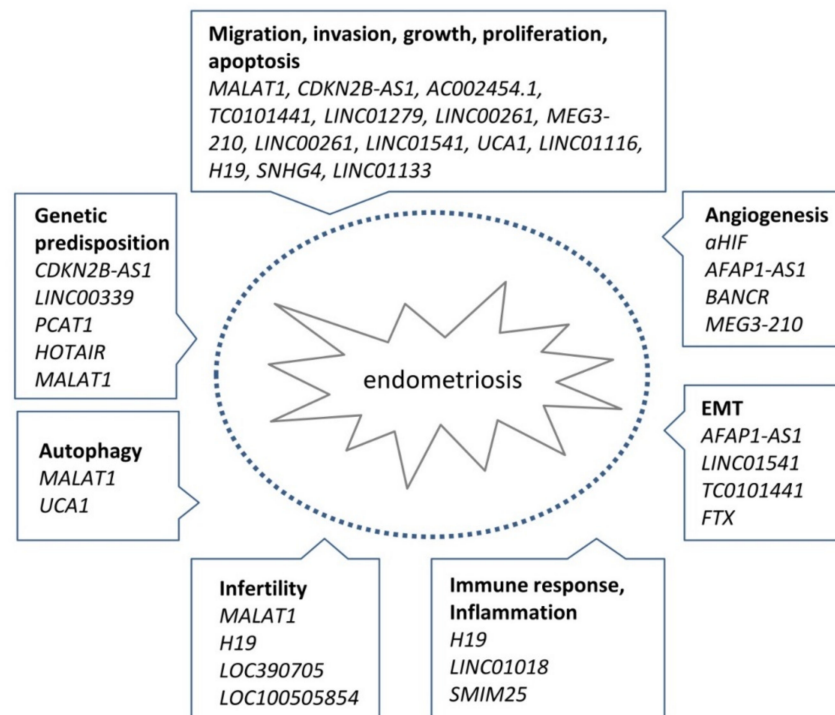 Migration, invasion, growth, proliferation,
apoptosis
MALAT1, CDKN2B-AS1, AC002454.1,
TC0101441, LINC01279, LINC00261, MEG3-
210, LINC00261, LINC01541, UCA1, LINC01116,
H19, SNHG4, LINC01133
Genetic
predisposition
CDKN2B-AS1
LINC00339
PCAT1
HOTAIR
MALAT1
Angiogenesis
aHIF
AFAP1-AS1
BANCR
MEG3-210
endometriosis
Autophagy
MALAT1
UCA1
EMT
AFAP1-AS1
LINC01541
TC0101441
FTX
Infertility
MALAT1
H19
LOC390705
LOC100505854
Immune response,
Inflammation
H19
LINC01018
SMIM25